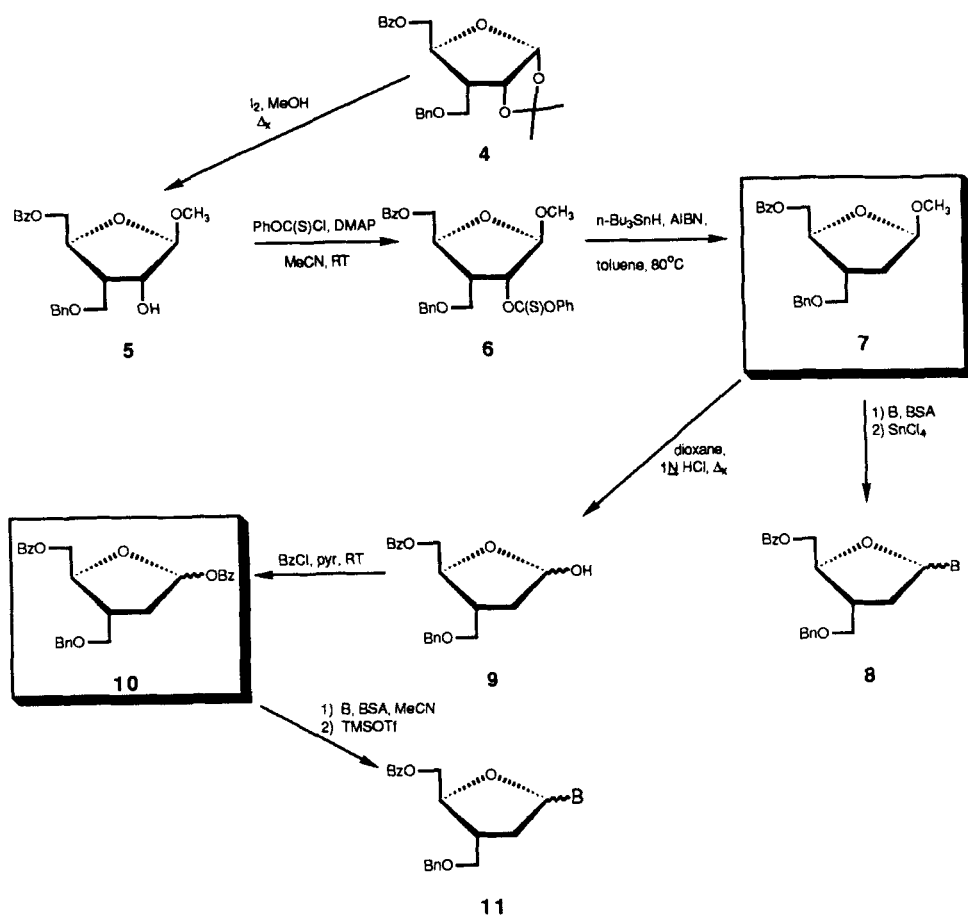 BzO
O
O
O
BnO
4
I₂, MeOH
Δx
BzO
O
OCH₃
BnO
OH
5
PhOC(S)Cl, DMAP
MeCN, RT
BzO
O
OCH₃
BnO
OC(S)OPh
6
n-Bu₃SnH, AIBN,
toluene, 80°C
BzO
O
OCH₃
BnO
7
dioxane,
1N HCl, Δx
1) B, BSA
2) SnCl₄
BzO
O
OBz
BnO
10
BzCl, pyr, RT
BzO
O
OH
BnO
9
BzO
O
B
BnO
8
1) B, BSA, MeCN
2) TMSOTf
BzO
O
B
BnO
11